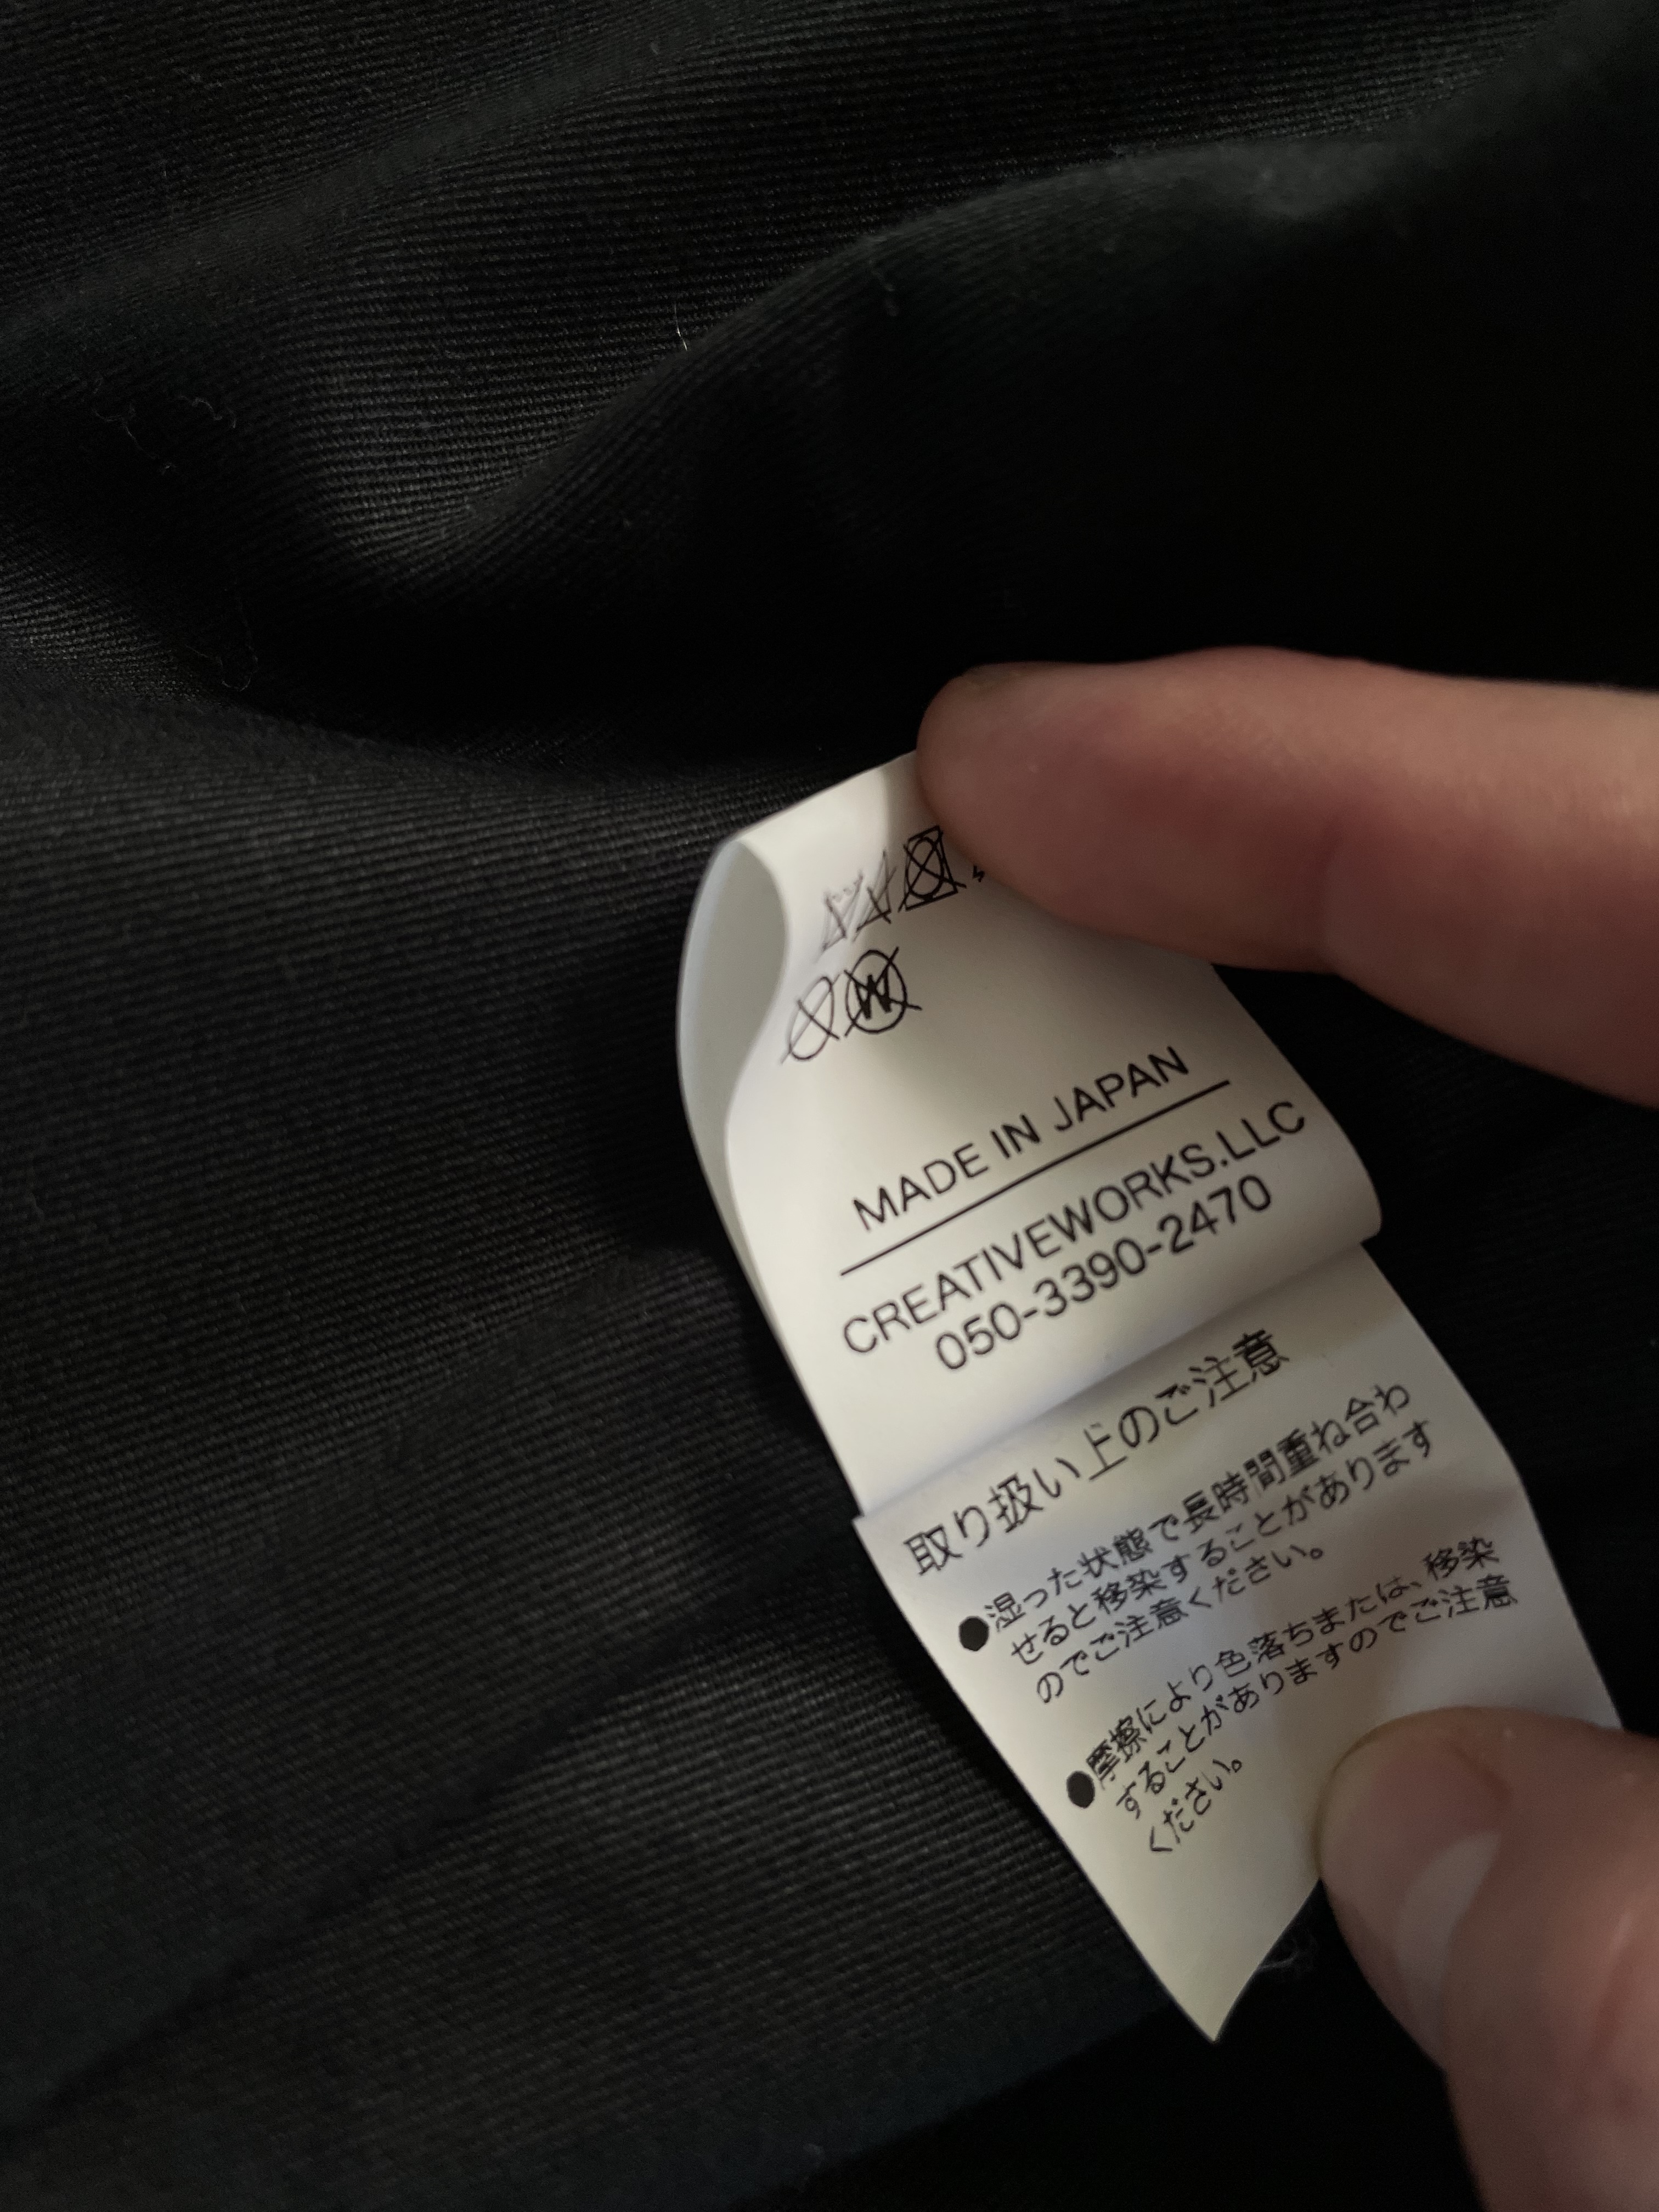 W
MADE IN JAPAN
CREATIVEWORKS.LLC
050-3390-2470
取り扱い上のご注意
●湿った状態で長時間重ね合わ
せると移染することがあります
のでご注意ください。
●摩擦により色落ちまたは、移染
することがありますのでご注意
ください。